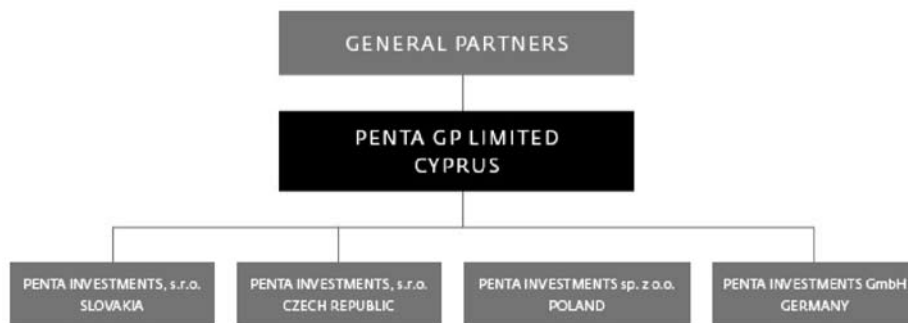 GENERAL PARTNERS
PENTA GP LIMITED
CYPRUS
PENTA INVESTMENTS, s.r.o.
SLOVAKIA
PENTA INVESTMENTS, s.r.o.
CZECH REPUBLIC
PENTA INVESTMENTS sp. z o.o.
POLAND
PENTA INVESTMENTS GmbH
GERMANY